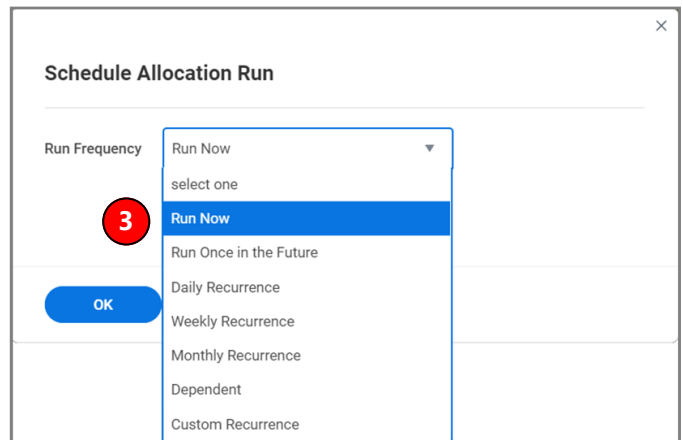 Schedule Allocation Run
Run Frequency Run Now
select one
3 Run Now
Run Once in the Future
Daily Recurrence
OK
Weekly Recurrence
Monthly Recurrence
Dependent
Custom Recurrence